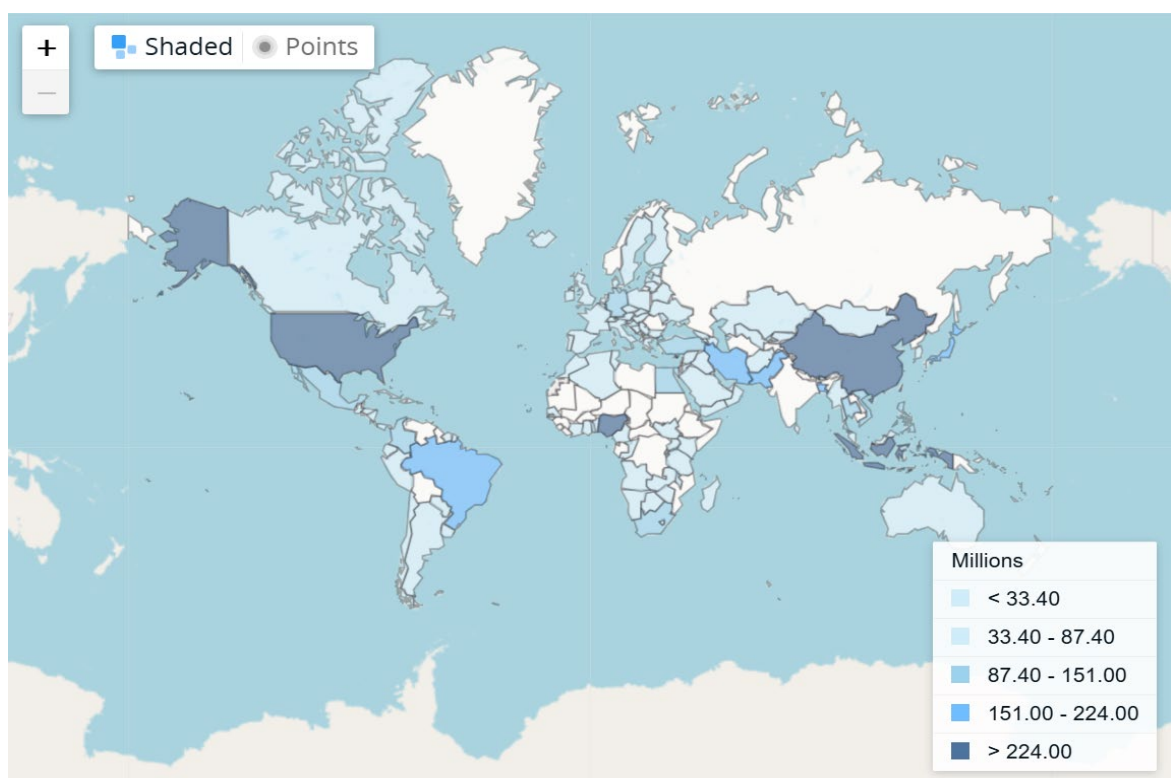 +
−
Shaded
Points
Millions
< 33.40
33.40 - 87.40
87.40 - 151.00
151.00 - 224.00
> 224.00